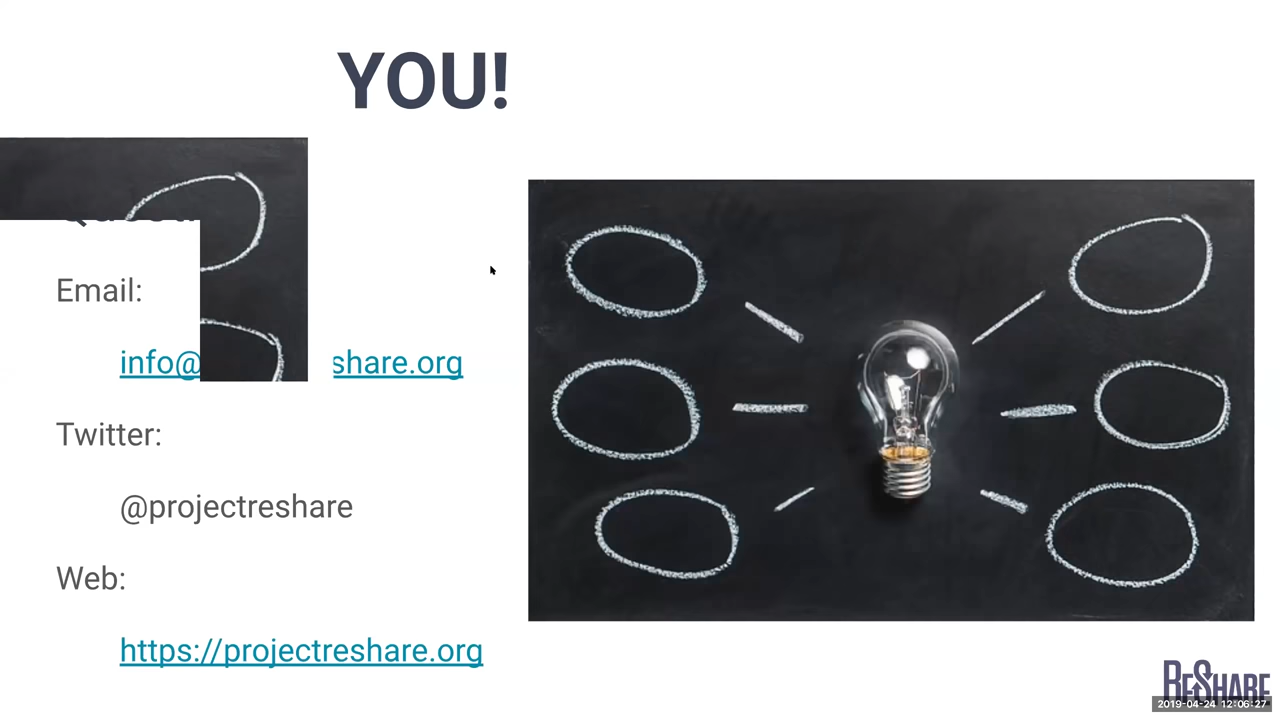 YOU!
Email:
info@
share.org
Twitter:
@projectreshare
Web:
https://projectreshare.org
RESHARE
2019-04-24 12:06:27